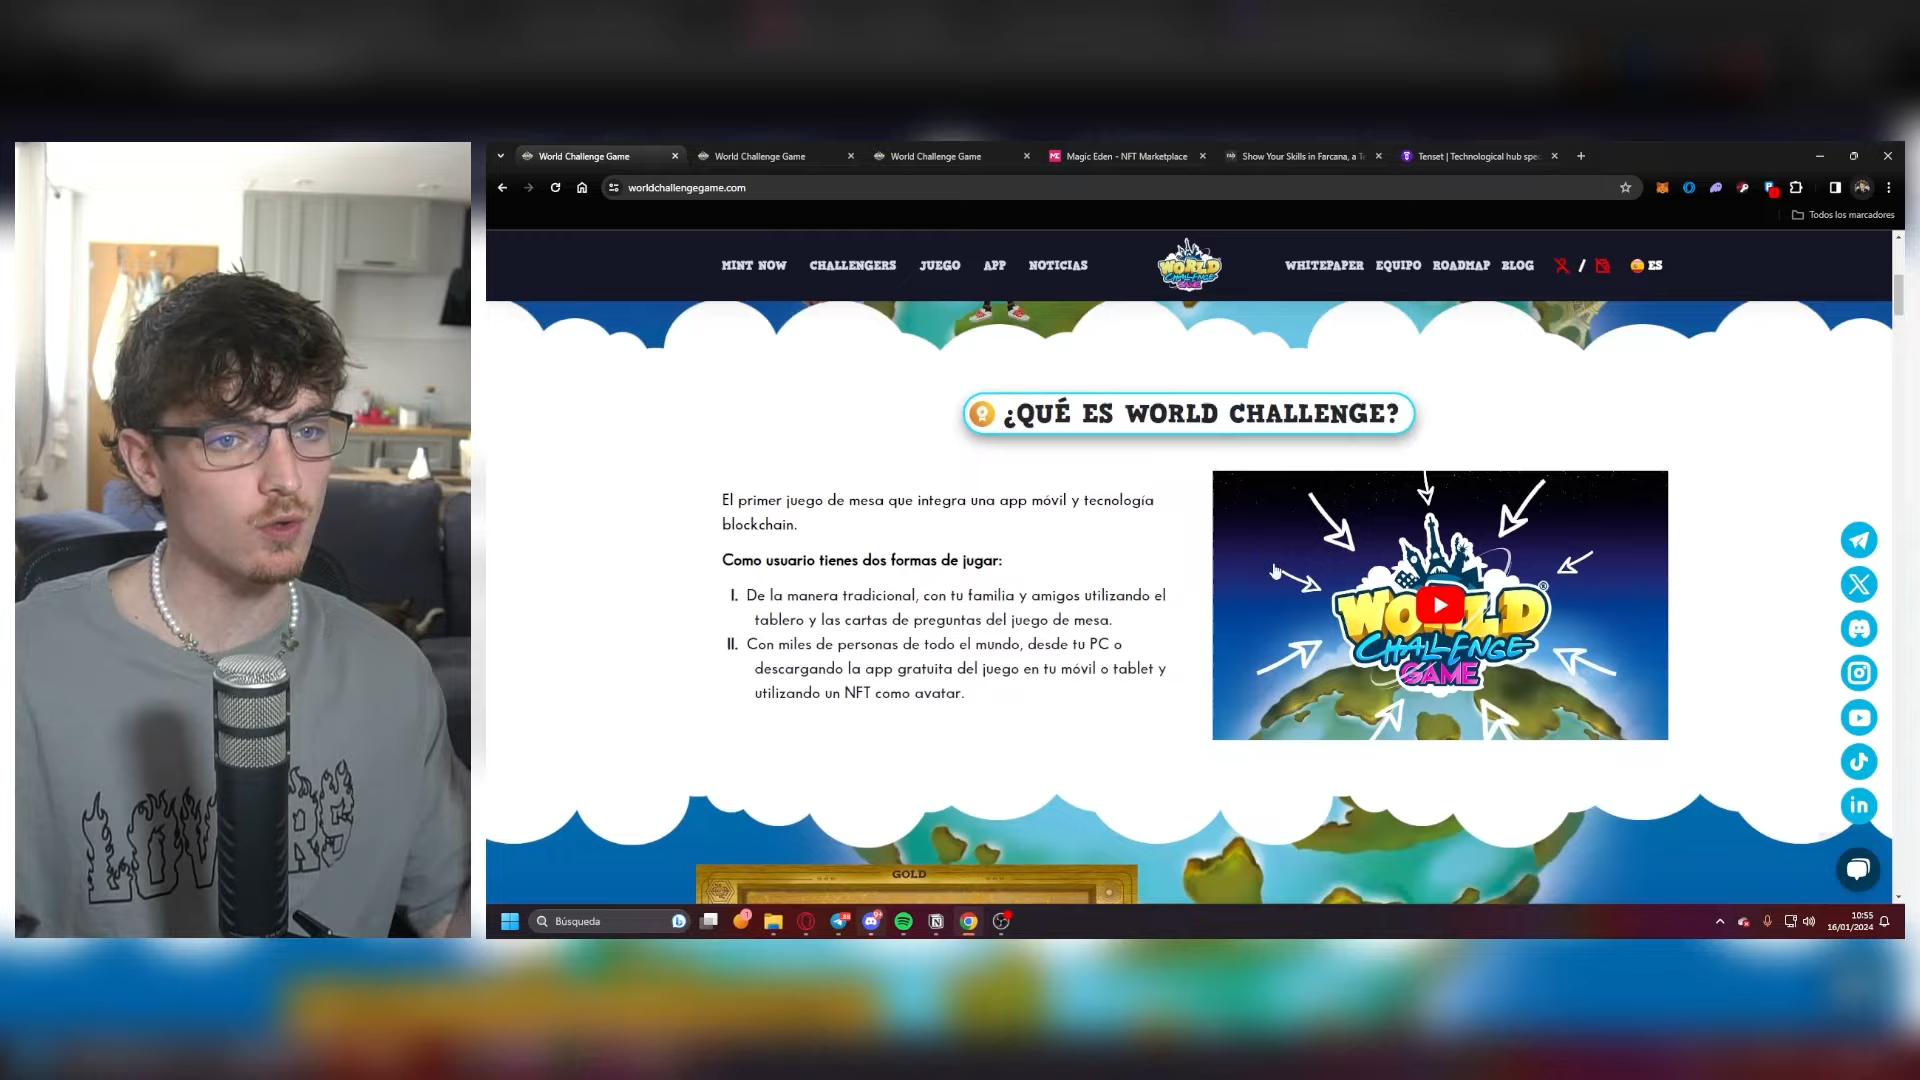 World Challenge Game
World Challenge Game
World Challenge Game
Magic Eden - NFT Marketplace
Show Your Skills in Farcana, a Te
Tenset | Technological hub spec
worldchallengegame.com
Todos los marcadores
MINT NOW CHALLENGERS JUEGO APP NOTICIAS
WORLD CHALLENGE GAME
WHITEPAPER EQUIPO ROADMAP BLOG / ES
¿QUÉ ES WORLD CHALLENGE?
El primer juego de mesa que integra una app móvil y tecnología
blockchain.
Como usuario tienes dos formas de jugar:
I. De la manera tradicional, con tu familia y amigos utilizando el
tablero y las cartas de preguntas del juego de mesa.
II. Con miles de personas de todo el mundo, desde tu PC o
descargando la app gratuita del juego en tu móvil o tablet y
utilizando un NFT como avatar.
WORLD
CHALLENGE
GAME
GOLD
Búsqueda
10:55
16/01/2024